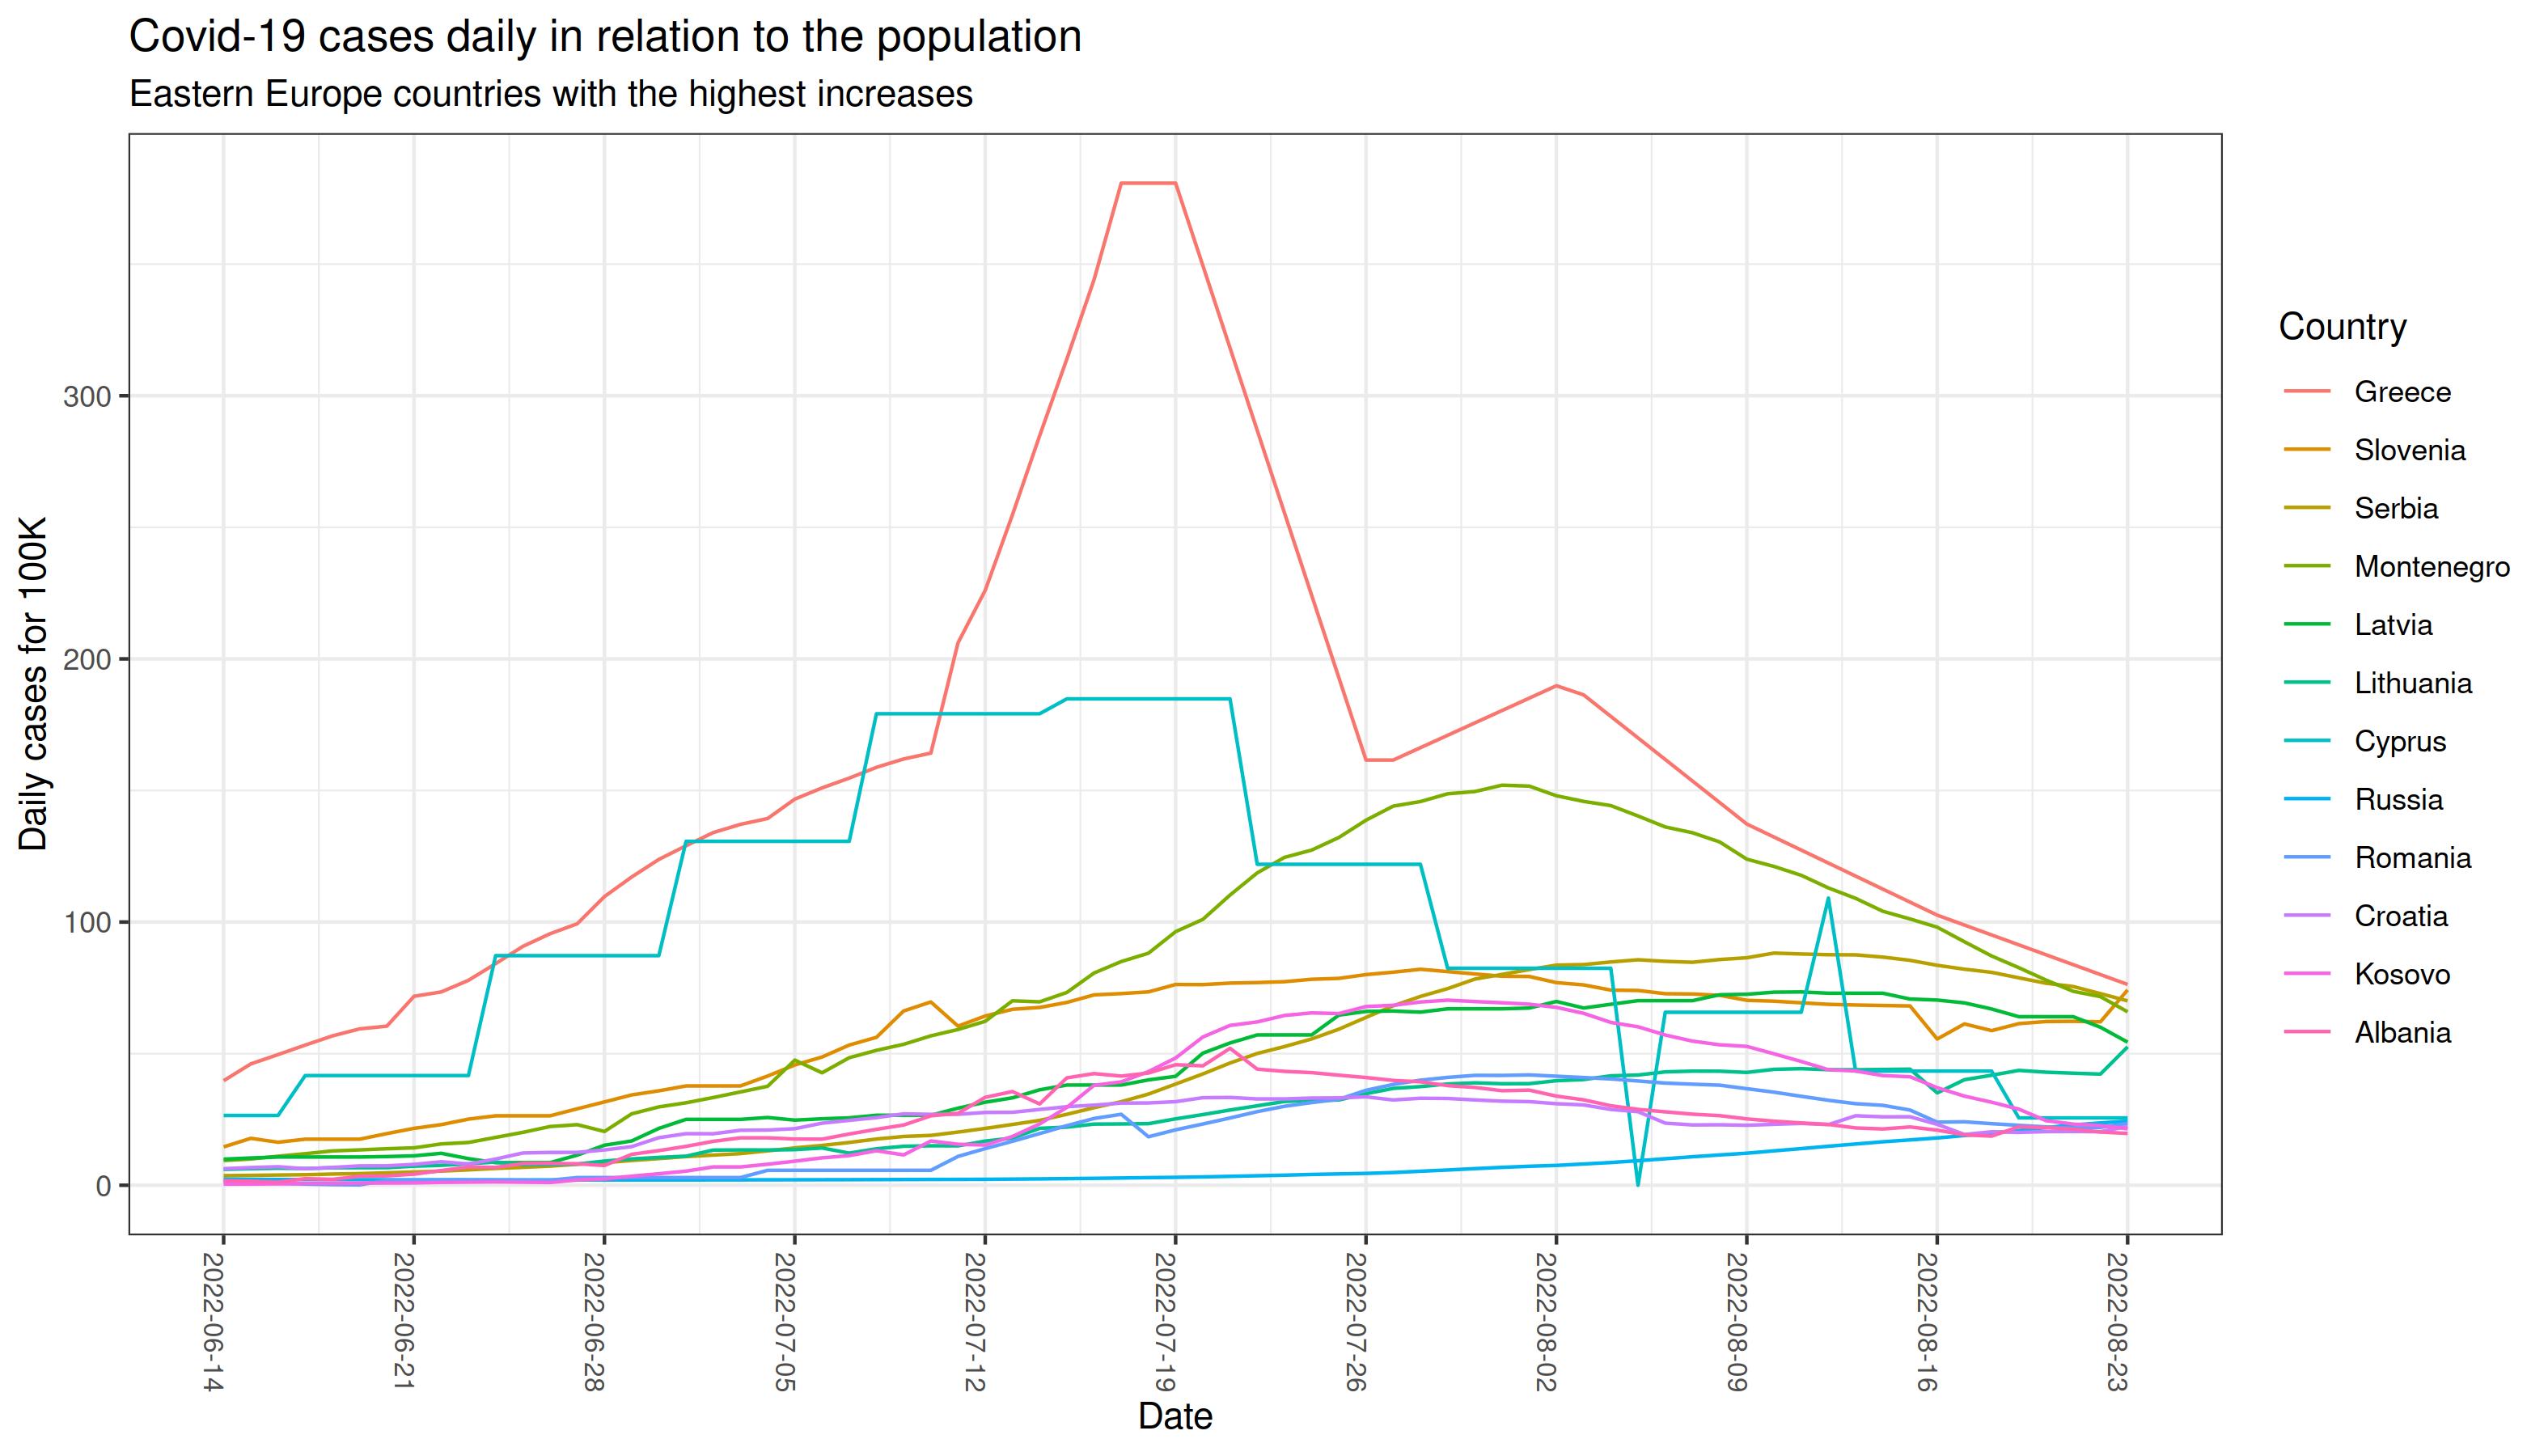 Covid-19 cases daily in relation to the population
Eastern Europe countries with the highest increases
Daily cases for 100K
300
200
100
0
2022-06-14
2022-06-21
2022-06-28
2022-07-05
2022-07-12
2022-07-19
2022-07-26
2022-08-02
2022-08-09
2022-08-16
2022-08-23
Date
Country
Greece
Slovenia
Serbia
Montenegro
Latvia
Lithuania
Cyprus
Russia
Romania
Croatia
Kosovo
Albania